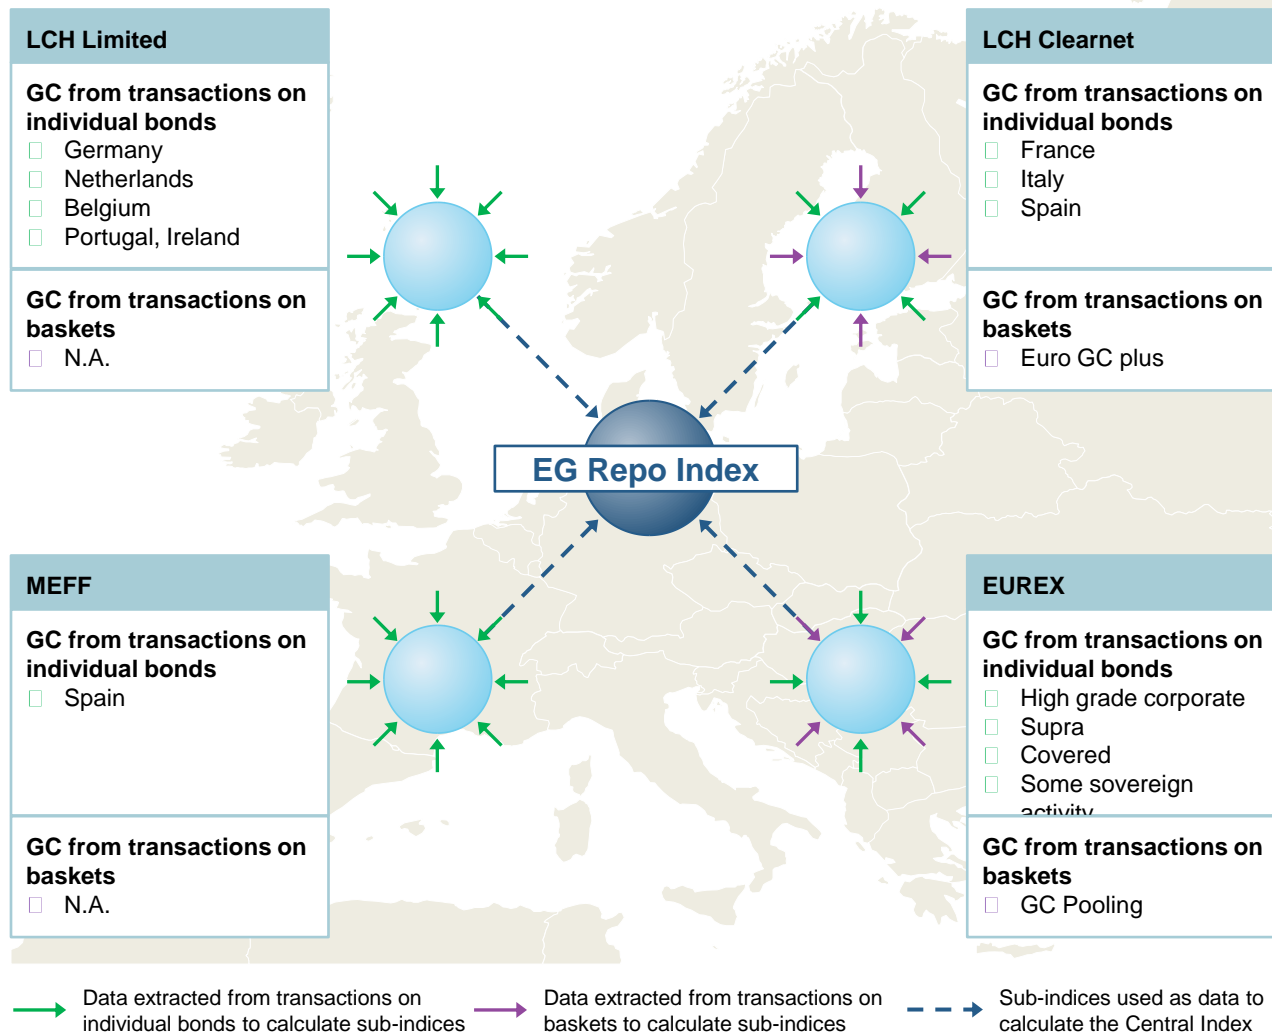 LCH Limited
GC from transactions on
individual bonds
Germany
Netherlands
Belgium
Portugal, Ireland
GC from transactions on
baskets
N.A.
LCH Clearnet
GC from transactions on
individual bonds
France
Italy
Spain
GC from transactions on
baskets
Euro GC plus
EG Repo Index
MEFF
GC from transactions on
individual bonds
Spain
GC from transactions on
baskets
N.A.
EUREX
GC from transactions on
individual bonds
High grade corporate
Supra
Covered
Some sovereign
activity
GC from transactions on
baskets
GC Pooling
Data extracted from transactions on
individual bonds to calculate sub-indices
Data extracted from transactions on
baskets to calculate sub-indices
Sub-indices used as data to
calculate the Central Index